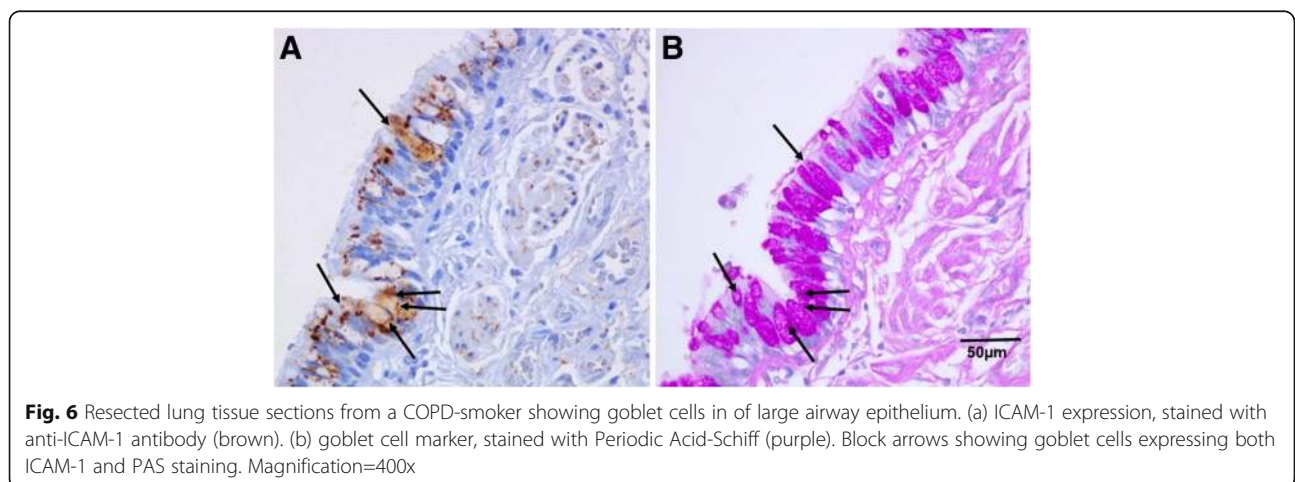 A
B
50µm
Fig. 6 Resected lung tissue sections from a COPD-smoker showing goblet cells in of large airway epithelium. (a) ICAM-1 expression, stained with
anti-ICAM-1 antibody (brown). (b) goblet cell marker, stained with Periodic Acid-Schiff (purple). Block arrows showing goblet cells expressing both
ICAM-1 and PAS staining. Magnification=400x